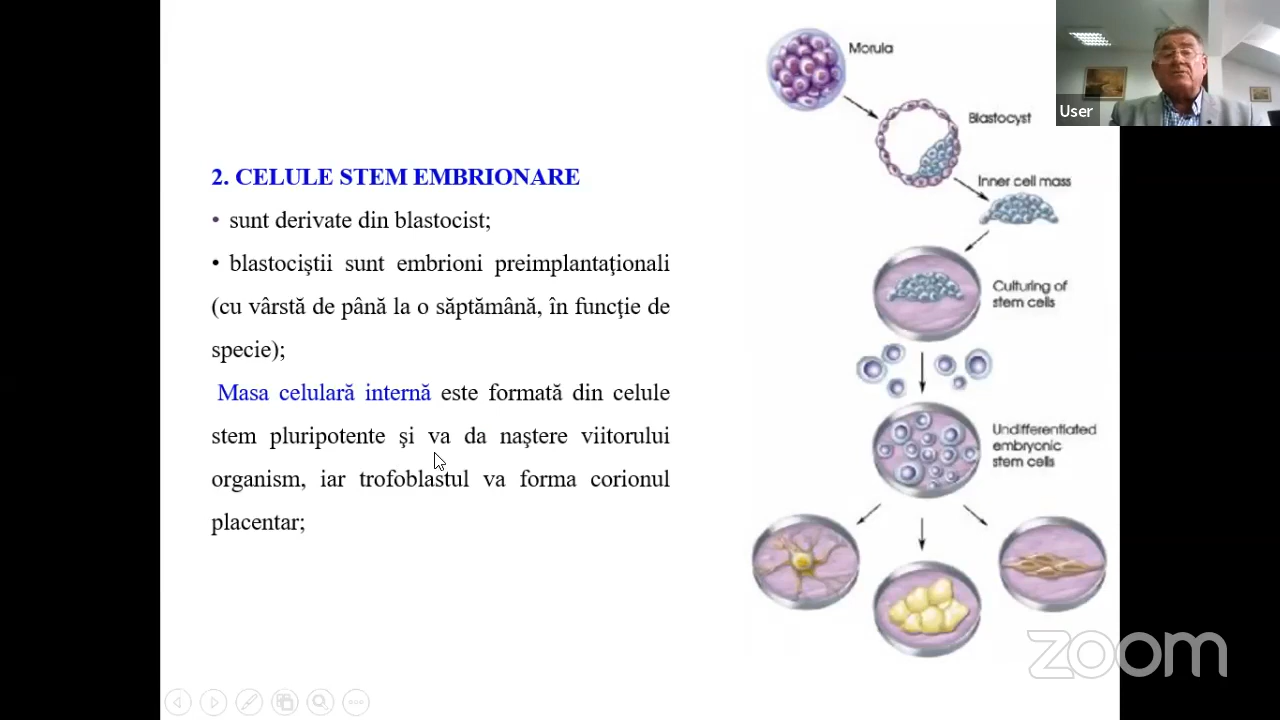 2. CELULE STEM EMBRIONARE
• sunt derivate din blastocist;
• blastociştii sunt embrioni preimplantaţionali
(cu vârstă de până la o săptămână, în funcţie de
specie);
Masa celulară internă este formată din celule
stem pluripotente şi va da naştere viitorului
organism, iar trofoblastul va forma corionul
placentar;
Morula
Blastocyst
Inner cell mass
Culturing of
stem cells
Undifferentiated
embryonic
stem cells
User
zoom